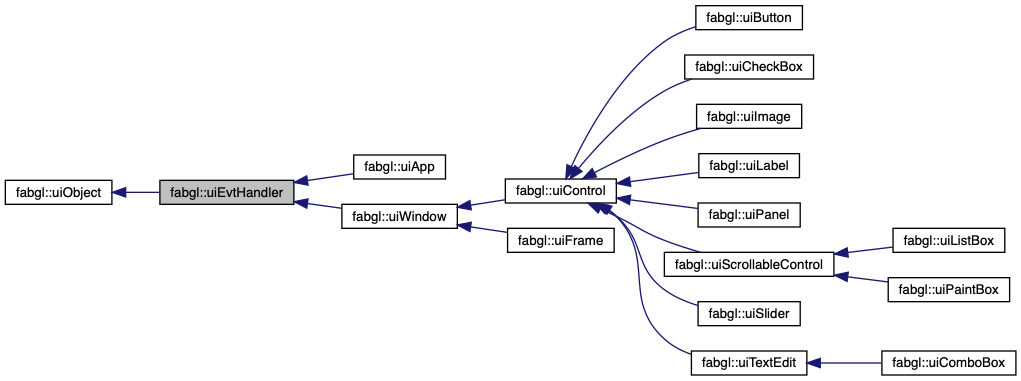 fabgl::uiButton
fabgl::uiCheckBox
fabgl::uiImage
fabgl::uiApp
fabgl::uiLabel
fabgl::uiObject
fabgl::uiEvtHandler
fabgl::uiControl
fabgl::uiWindow
fabgl::uiPanel
fabgl::uiFrame
fabgl::uiListBox
fabgl::uiScrollableControl
fabgl::uiPaintBox
fabgl::uiSlider
fabgl::uiTextEdit
fabgl::uiComboBox